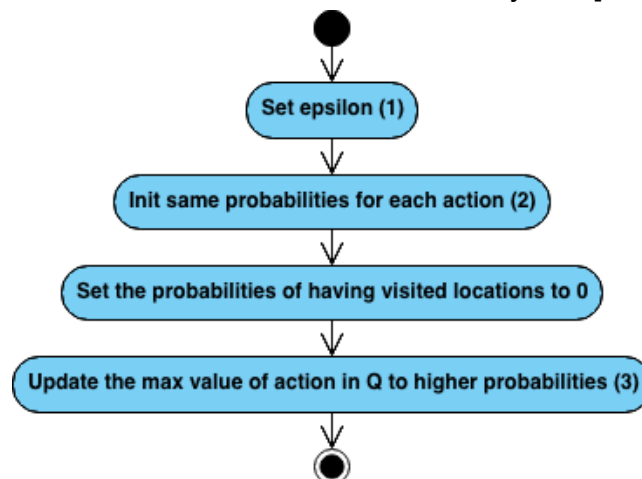 Set epsilon (1)
Init same probabilities for each action (2)
Set the probabilities of having visited locations to 0
Update the max value of action in Q to higher probabilities (3)